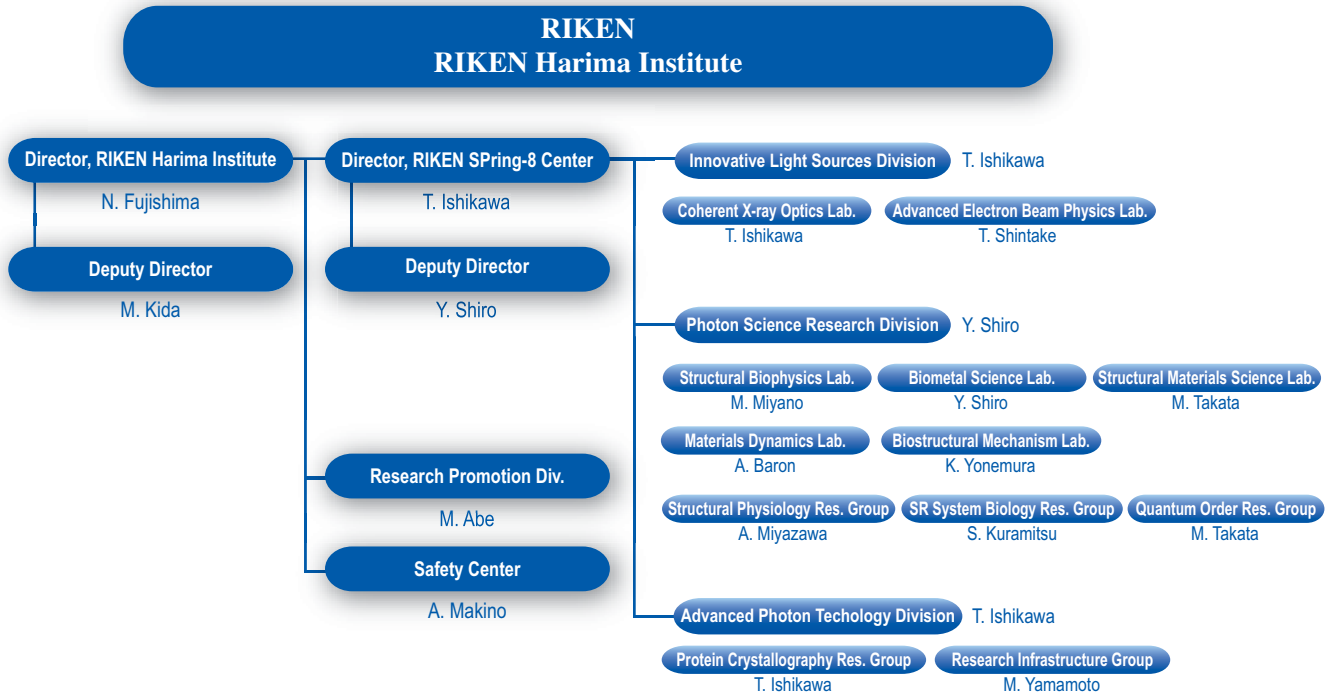 RIKEN
RIKEN Harima Institute
Director, RIKEN Harima Institute
N. Fujishima
Deputy Director
M. Kida
Director, RIKEN SPring-8 Center
T. Ishikawa
Deputy Director
Y. Shiro
Research Promotion Div.
M. Abe
Safety Center
A. Makino
Innovative Light Sources Division T. Ishikawa
Coherent X-ray Optics Lab.
T. Ishikawa
Advanced Electron Beam Physics Lab.
T. Shintake
Photon Science Research Division Y. Shiro
Structural Biophysics Lab.
M. Miyano
Biometal Science Lab.
Y. Shiro
Structural Materials Science Lab.
M. Takata
Materials Dynamics Lab.
A. Baron
Biostructural Mechanism Lab.
K. Yonemura
Structural Physiology Res. Group
A. Miyazawa
SR System Biology Res. Group
S. Kuramitsu
Quantum Order Res. Group
M. Takata
Advanced Photon Techology Division T. Ishikawa
Protein Crystallography Res. Group
T. Ishikawa
Research Infrastructure Group
M. Yamamoto